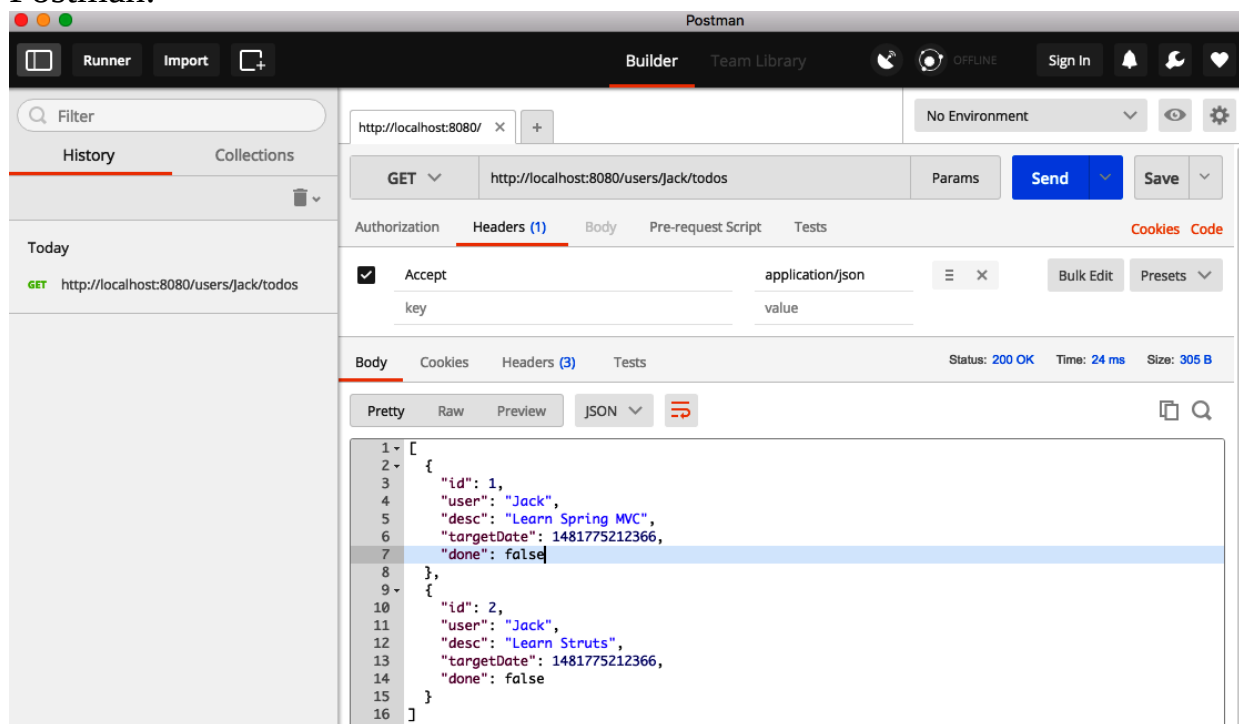 Postman:
Postman
Runner Import Builder Team Library OFFLINE Sign In
Filter
History Collections
Today
GET http://localhost:8080/users/Jack/todos
http://localhost:8080/ × + No Environment
GET http://localhost:8080/users/Jack/todos Params Send Save
Authorization Headers (1) Body Pre-request Script Tests Cookies Code
Accept application/json Bulk Edit Presets
key value
Body Cookies Headers (3) Tests Status: 200 OK Time: 24 ms Size: 305 B
Pretty Raw Preview JSON
1 [
2 {
3 "id": 1,
4 "user": "Jack",
5 "desc": "Learn Spring MVC",
6 "targetDate": 1481775212366,
7 "done": false
8 },
9 {
10 "id": 2,
11 "user": "Jack",
12 "desc": "Learn Struts",
13 "targetDate": 1481775212366,
14 "done": false
15 }
16 ]